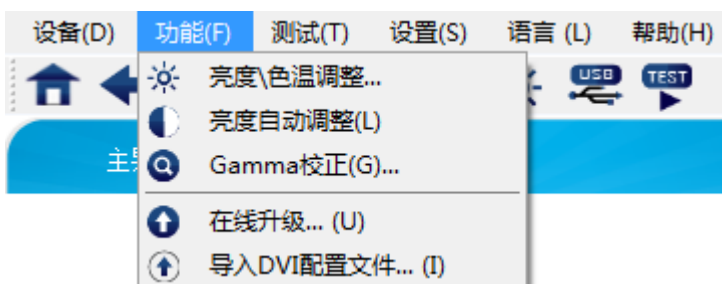 设备(D) 功能(F) 测试(T) 设置(S) 语言 (L) 帮助(H)
USB TEST
主
亮度\色温调整...
亮度自动调整(L)
Gamma校正(G)...
在线升级... (U)
导入DVI配置文件... (I)